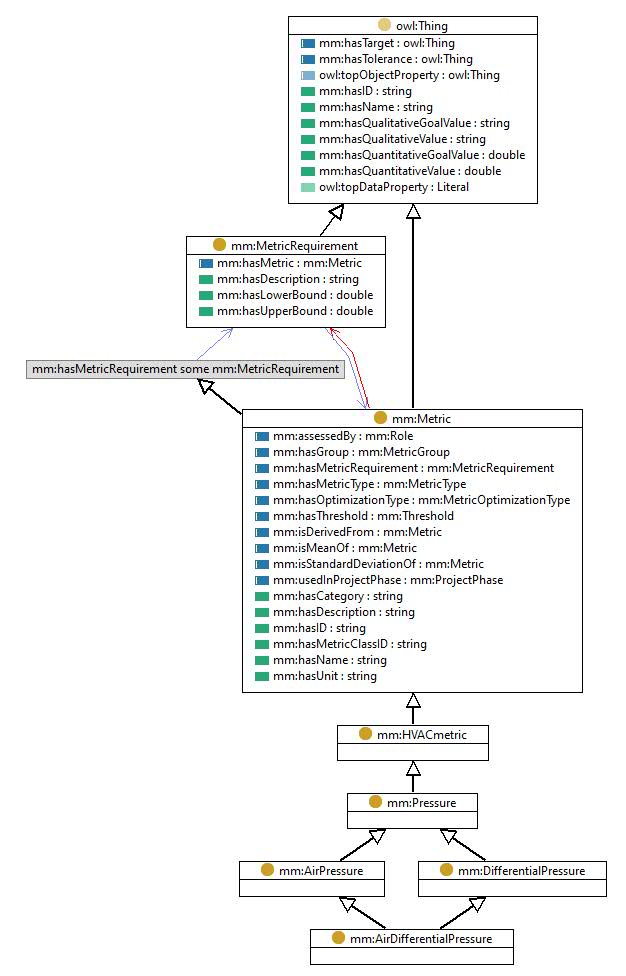 owl:Thing
mm:hasTarget : owl:Thing
mm:hasTolerance : owl:Thing
owl:topObjectProperty : owl:Thing
mm:hasID : string
mm:hasName : string
mm:hasQualitativeGoalValue : string
mm:hasQualitativeValue : string
mm:hasQuantitativeGoalValue : double
mm:hasQuantitativeValue : double
owl:topDataProperty : Literal
mm:MetricRequirement
mm:hasMetric : mm:Metric
mm:hasDescription : string
mm:hasLowerBound : double
mm:hasUpperBound : double
mm:hasMetricRequirement some mm:MetricRequirement
mm:Metric
mm:assessedBy : mm:Role
mm:hasGroup : mm:MetricGroup
mm:hasMetricRequirement : mm:MetricRequirement
mm:hasMetricType : mm:MetricType
mm:hasOptimizationType : mm:MetricOptimizationType
mm:hasThreshold : mm:Threshold
mm:isDerivedFrom : mm:Metric
mm:isMeanOf : mm:Metric
mm:isStandardDeviationOf : mm:Metric
mm:usedInProjectPhase : mm:ProjectPhase
mm:hasCategory : string
mm:hasDescription : string
mm:hasID : string
mm:hasMetricClassID : string
mm:hasName : string
mm:hasUnit : string
mm:HVACmetric
mm:Pressure
mm:AirPressure
mm:DifferentialPressure
mm:AirDifferentialPressure